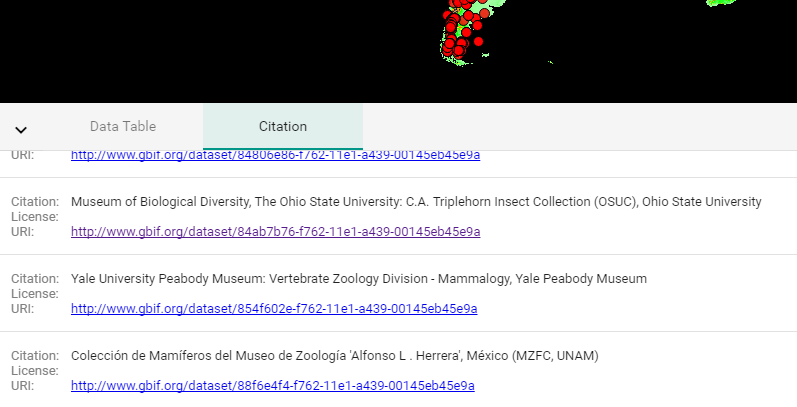 Data Table
Citation
URI: http://www.gbif.org/dataset/84806e86-f762-11e1-a439-00145eb45e9a
Citation: Museum of Biological Diversity, The Ohio State University: C.A. Triplehorn Insect Collection (OSUC), Ohio State University
License:
URI: http://www.gbif.org/dataset/84ab7b76-f762-11e1-a439-00145eb45e9a
Citation: Yale University Peabody Museum: Vertebrate Zoology Division - Mammalogy, Yale Peabody Museum
License:
URI: http://www.gbif.org/dataset/854f602e-f762-11e1-a439-00145eb45e9a
Citation: Colección de Mamíferos del Museo de Zoología 'Alfonso L . Herrera', México (MZFC, UNAM)
License:
URI: http://www.gbif.org/dataset/88f6e4f4-f762-11e1-a439-00145eb45e9a